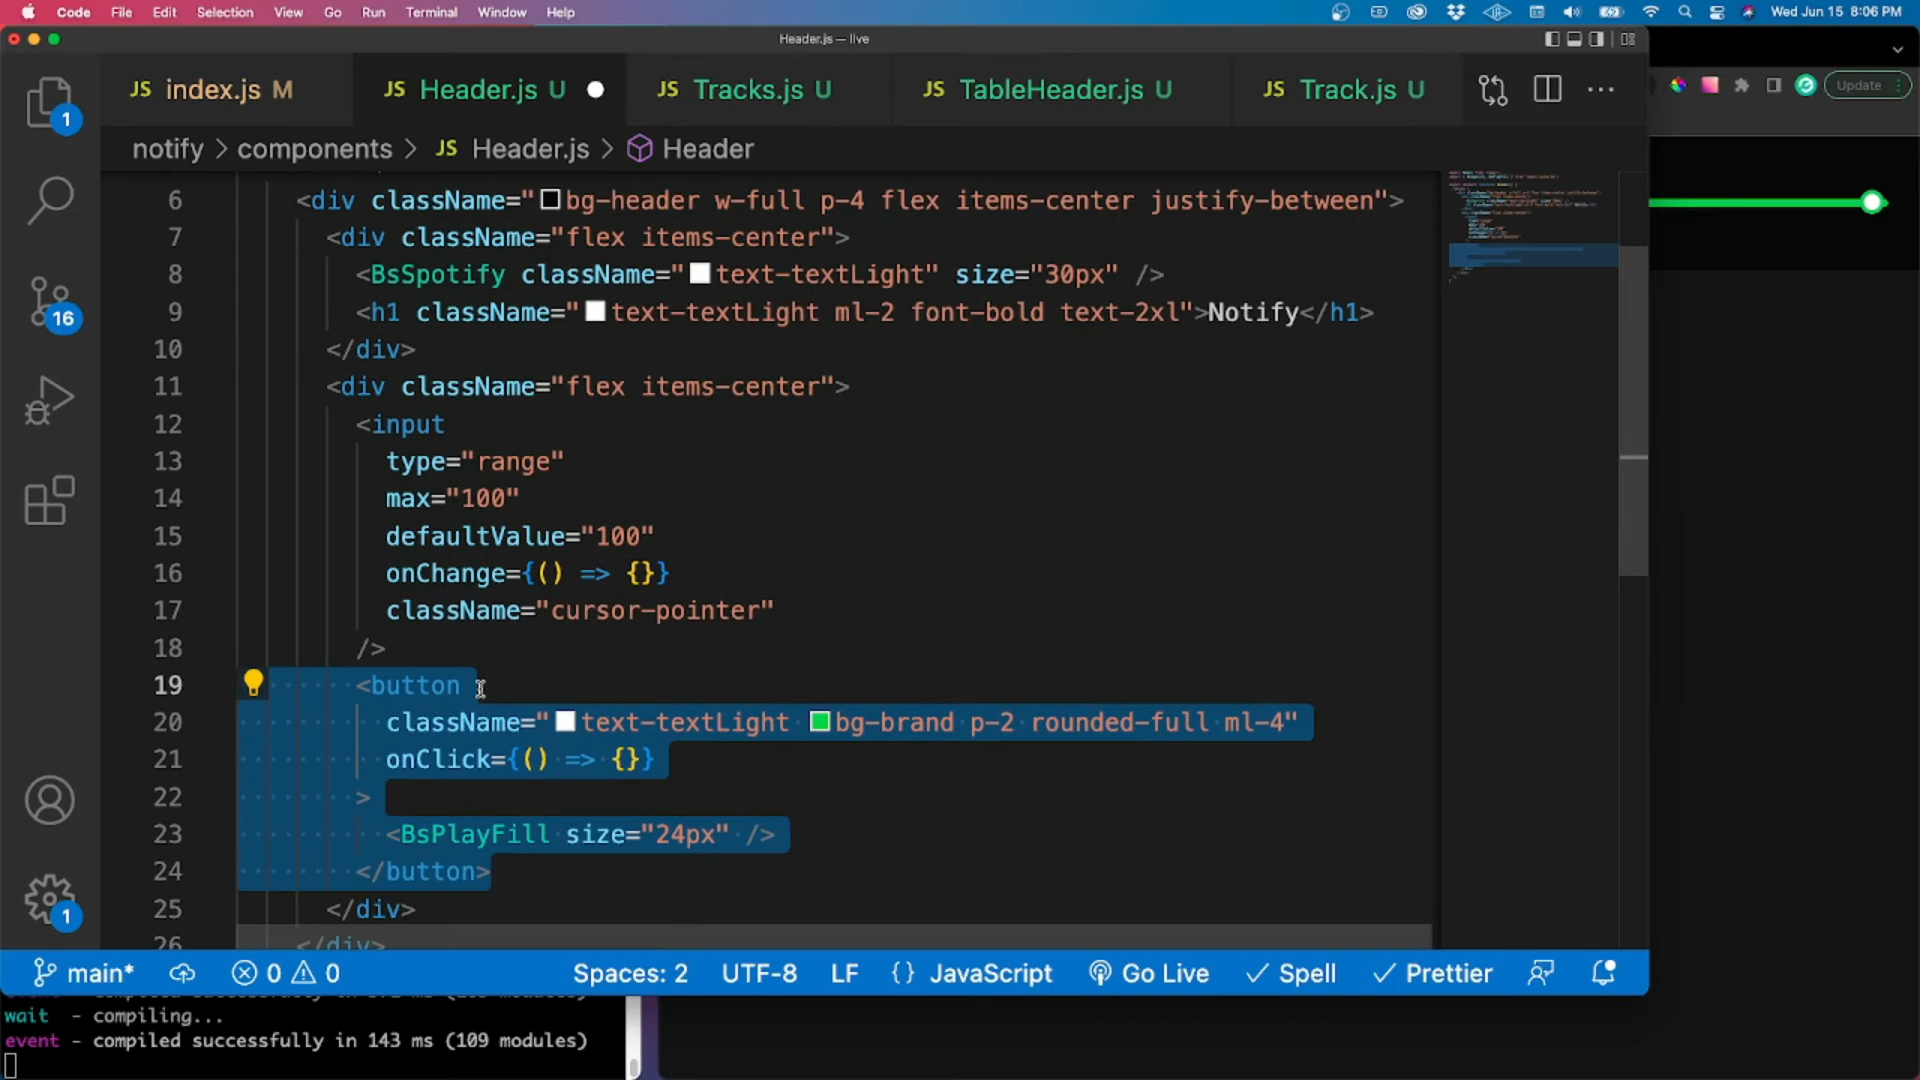 Code File Edit Selection View Go Run Terminal Window Help Wed Jun 15 8:06 PM
Header.js — live
JS index.js M JS Header.js U JS Tracks.js U JS TableHeader.js U JS Track.js U
Update
notify > components > JS Header.js > Header
6 <div className="bg-header w-full p-4 flex items-center justify-between">
7 <div className="flex items-center">
8 <BsSpotify className="text-textLight" size="30px" />
9 <h1 className="text-textLight ml-2 font-bold text-2xl">Notify</h1>
10 </div>
11 <div className="flex items-center">
12 <input
13 type="range"
14 max="100"
15 defaultValue="100"
16 onChange={() => {}}
17 className="cursor-pointer"
18 />
19 <button
20 className="text-textLight bg-brand p-2 rounded-full ml-4"
21 onClick={() => {}}
22 >
23 <BsPlayFill size="24px" />
24 </button>
25 </div>
26 </div>
1
16
1
main* 0 0 Spaces: 2 UTF-8 LF {} JavaScript Go Live Spell Prettier
wait - compiling...
event - compiled successfully in 143 ms (109 modules)